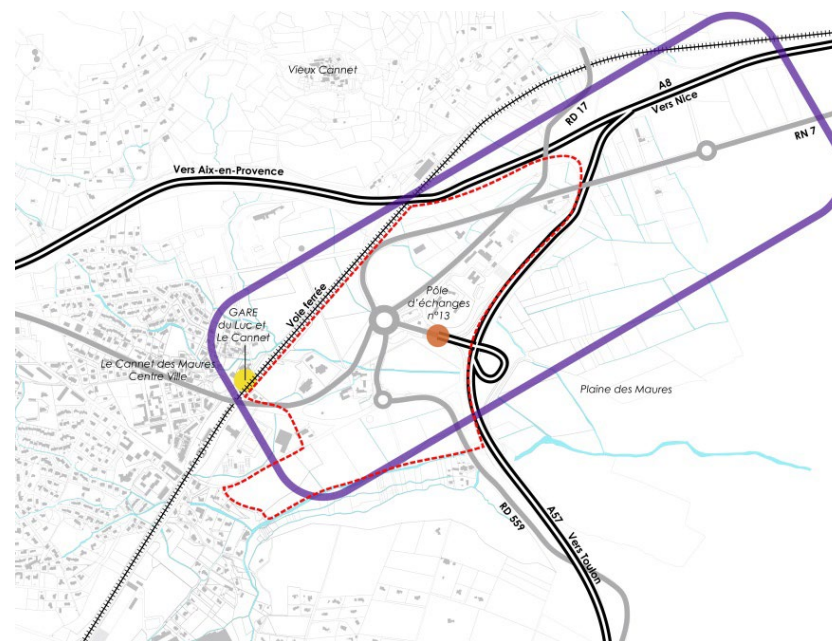 Vieux Cannet
A8
Vers Nice
RD 17
RN 7
Vers Aix-en-Provence
Voie ferrée
Pôle
d'échanges
n°13
GARE
du Luc et
Le Cannet
Le Cannet des Maures
Centre Ville
Plaine des Maures
RD 559
A57
Vers Toulon